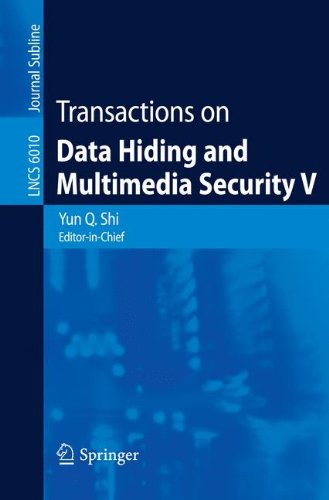 LNCS 6010
Journal Subline
Transactions on
Data Hiding and
Multimedia Security V
Yun Q. Shi
Editor-in-Chief
Springer